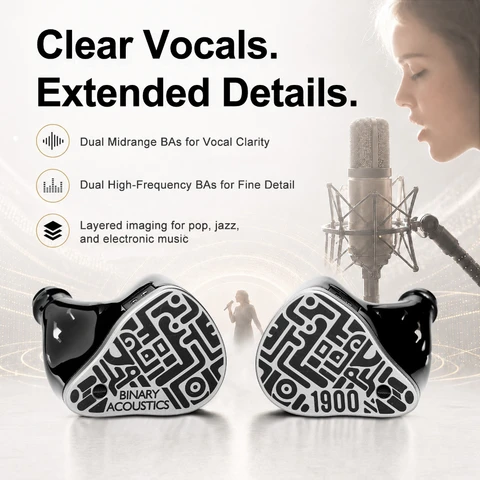 Clear Vocals.
Extended Details.
Dual Midrange BAs for Vocal Clarity
Dual High-Frequency BAs for Fine Detail
Layered imaging for pop, jazz,
and electronic music
BINARY
ACOUSTICS
1900